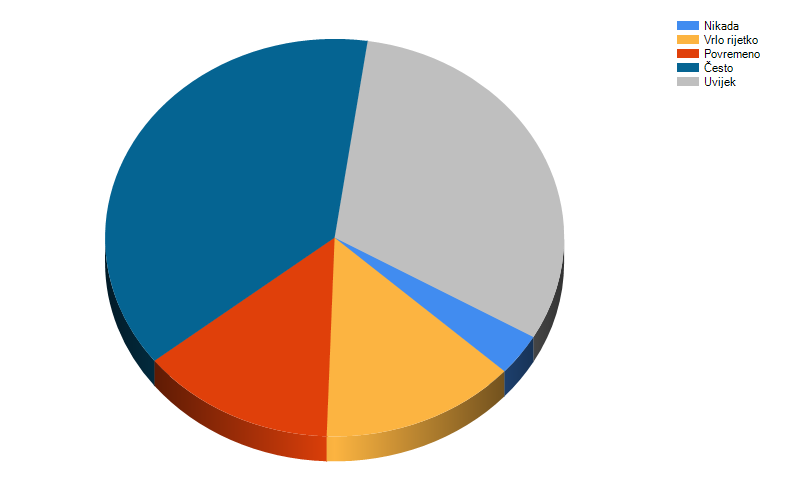 Nikada
Vrlo rijetko
Povremeno
Često
Uvijek